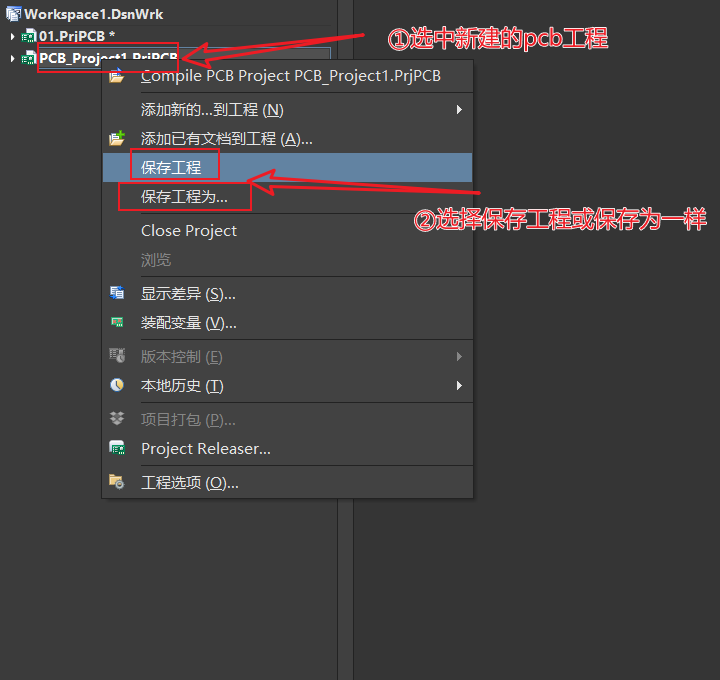 Workspace1.DsnWrk
01.PrjPCB *
①选中新建的pcb工程
PCB_Project1.PrjPCB
Compile PCB Project PCB_Project1.PrjPCB
添加新的...到工程 (N)
添加已有文档到工程 (A)...
保存工程
保存工程为...
②选择保存工程或保存为一样
Close Project
浏览
显示差异 (S)...
装配变量 (V)...
版本控制 (E)
本地历史 (T)
项目打包 (P)...
Project Releaser...
工程选项 (O)...